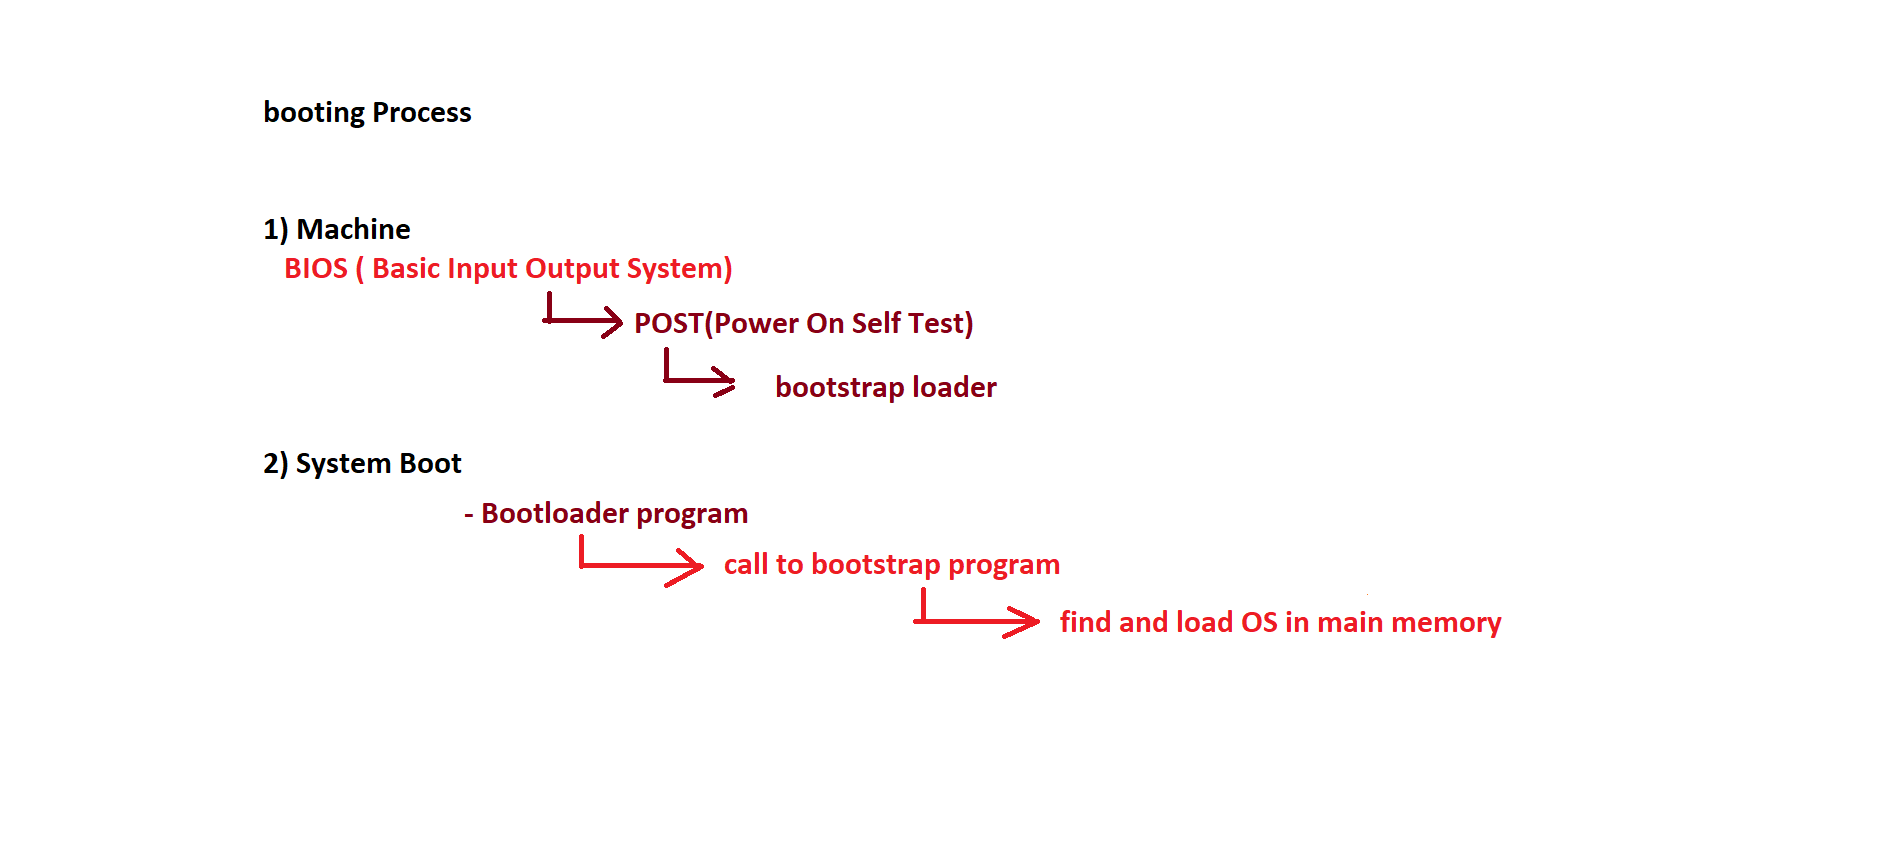 booting Process
1) Machine
BIOS ( Basic Input Output System)
POST(Power On Self Test)
bootstrap loader
2) System Boot
- Bootloader program
call to bootstrap program
find and load OS in main memory